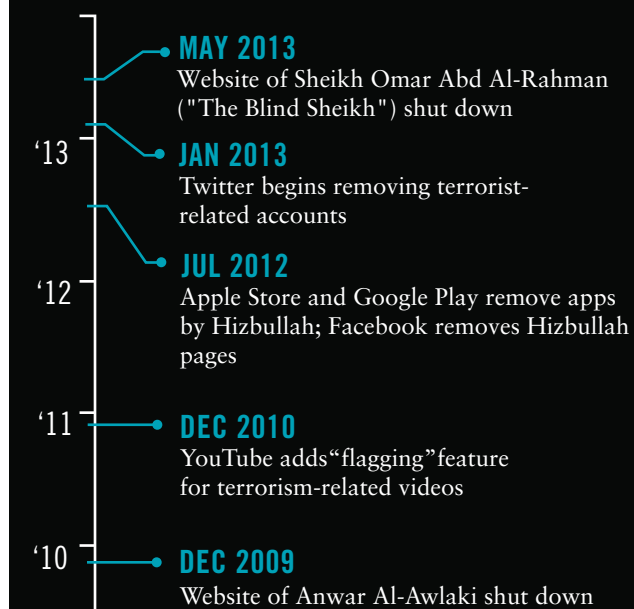 MAY 2013
Website of Sheikh Omar Abd Al-Rahman
("The Blind Sheikh") shut down
‘13
JAN 2013
Twitter begins removing terrorist-
related accounts
JUL 2012
‘12
Apple Store and Google Play remove apps
by Hizbullah; Facebook removes Hizbullah
pages
‘11
DEC 2010
YouTube adds“flagging”feature
for terrorism-related videos
‘10
DEC 2009
Website of Anwar Al-Awlaki shut down